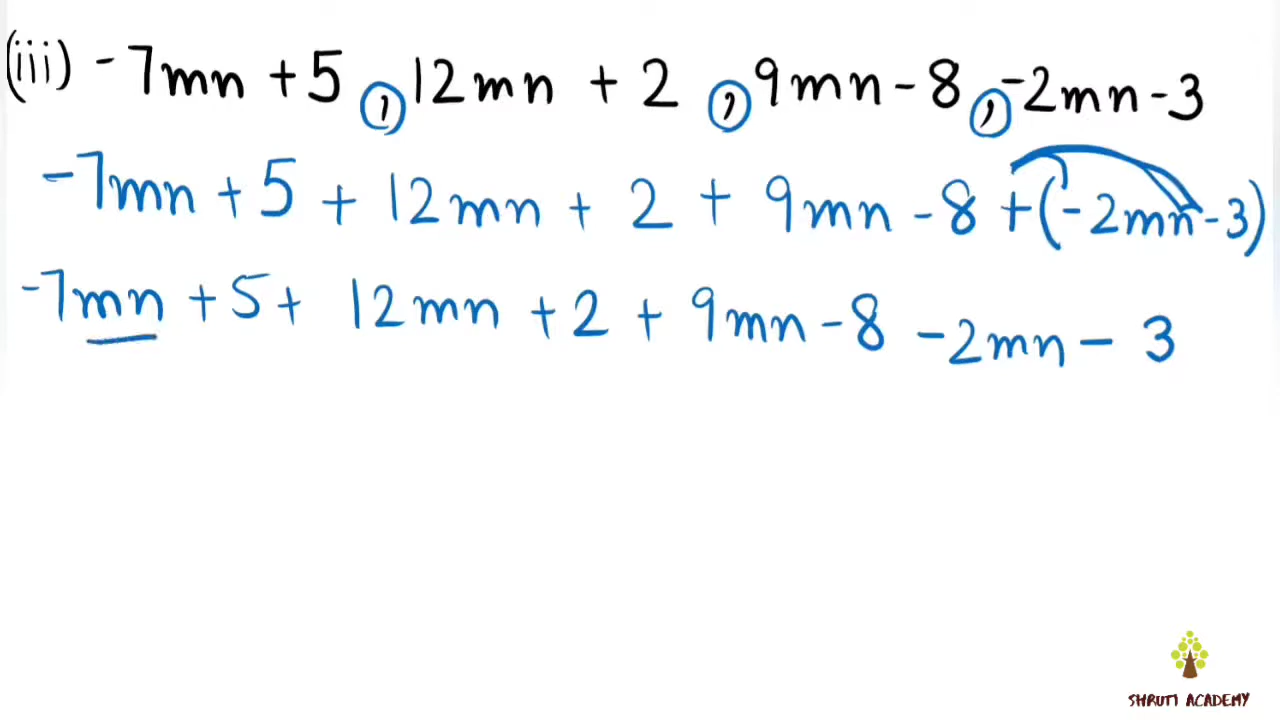 (iii) -7mn + 5 , 12mn + 2 , 9mn - 8 , -2mn - 3
-7mn + 5 + 12mn + 2 + 9mn - 8 + (-2mn - 3)
-7mn + 5 + 12mn + 2 + 9mn - 8 - 2mn - 3
SHRUTI ACADEMY